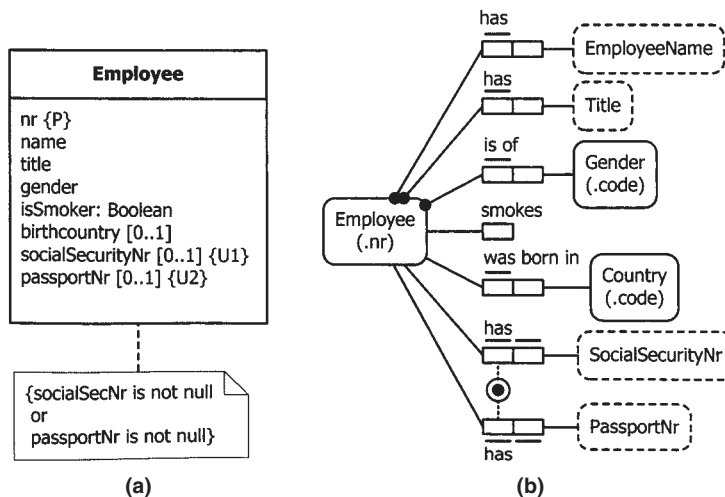 Employee
nr {P}
name
title
gender
isSmoker: Boolean
birthcountry [0..1]
socialSecurityNr [0..1] {U1}
passportNr [0..1] {U2}
{socialSecNr is not null
or
passportNr is not null}
(a)
has
EmployeeName
has
Title
is of
Gender
(.code)
Employee
(.nr)
smokes
was born in
Country
(.code)
has
SocialSecurityNr
PassportNr
has
(b)